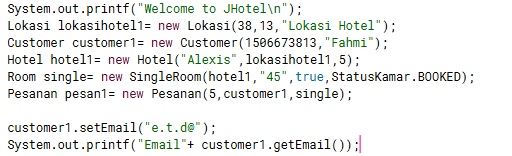 System.out.printf("Welcome to JHotel\n");
Lokasi lokasihotel1= new Lokasi(38,13,"Lokasi Hotel");
Customer customer1= new Customer(1506673813,"Fahmi");
Hotel hotel1= new Hotel("Alexis",lokasihotel1,5);
Room single= new SingleRoom(hotel1,"45",true,StatusKamar.BOOKED);
Pesanan pesan1= new Pesanan(5,customer1,single);
customer1.setEmail("e.t.d@");
System.out.printf("Email"+ customer1.getEmail());